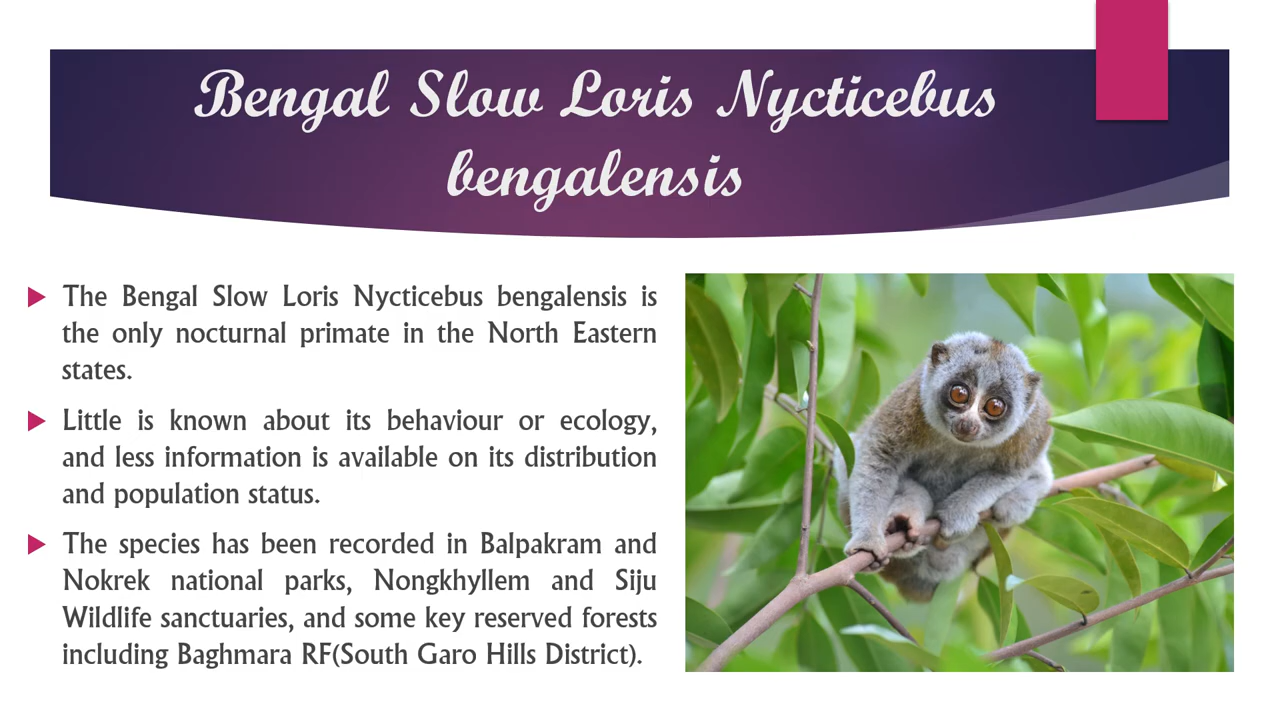 Bengal Slow Loris Nycticebus
bengalensis
The Bengal Slow Loris Nycticebus bengalensis is
the only nocturnal primate in the North Eastern
states.
Little is known about its behaviour or ecology,
and less information is available on its distribution
and population status.
The species has been recorded in Balpakram and
Nokrek national parks, Nongkhyllem and Siju
Wildlife sanctuaries, and some key reserved forests
including Baghmara RF(South Garo Hills District).